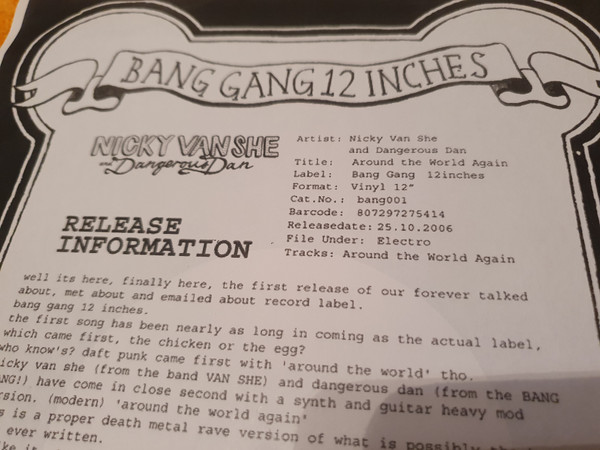 BANG GANG 12 INCHES
NICKY VAN SHE
and Dangerous Dan
Artist: Nicky Van She
and Dangerous Dan
Title: Around the World Again
Label: Bang Gang 12inches
Format: Vinyl 12"
Cat.No.: bang001
Barcode: 807297275414
Releasedate: 25.10.2006
File Under: Electro
Tracks: Around the World Again
RELEASE
INFORMATION
well its here, finally here, the first release of our forever talked
about, met about and emailed about record label.
bang gang 12 inches.
the first song has been nearly as long in coming as the actual label,
which came first, the chicken or the egg?
who know's? daft punk came first with 'around the world' tho.
icky van she (from the band VAN SHE) and dangerous dan (from the BANG
ANG!) have come in close second with a synth and guitar heavy mod
rsion. (modern) 'around the world again'
s is a proper death metal rave version of what is possibly the
ever written.